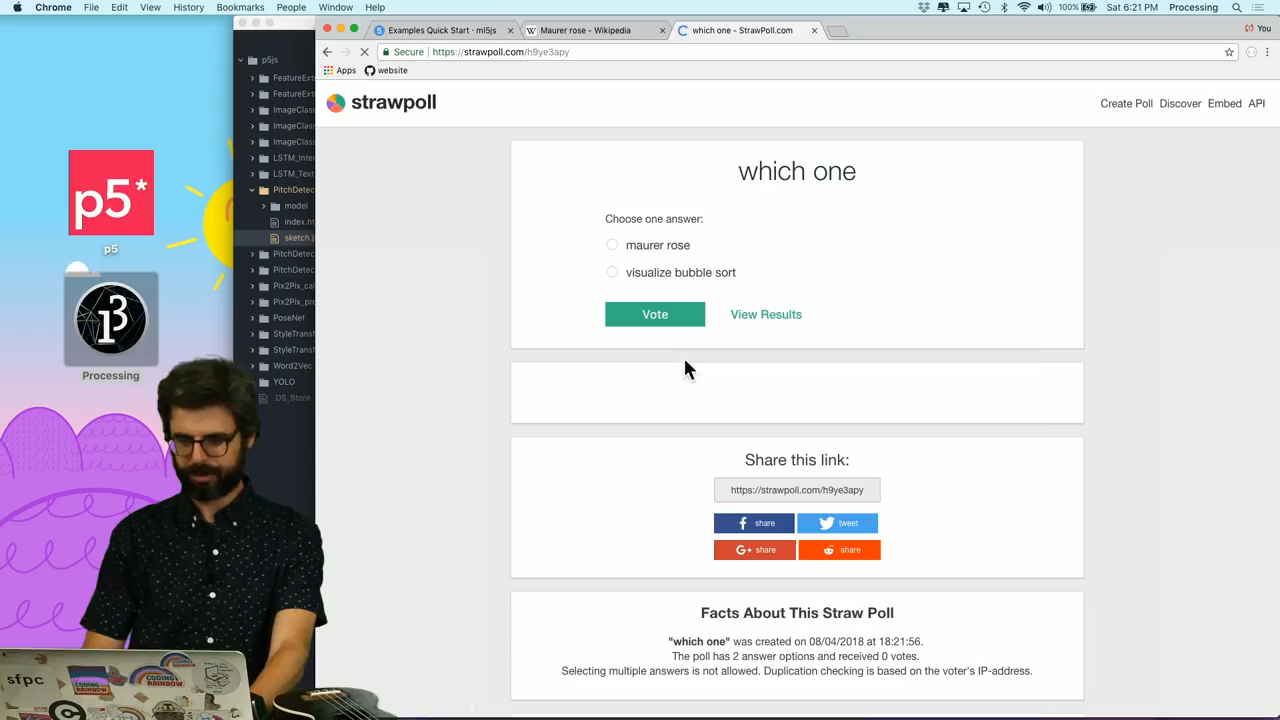 Chrome File Edit View History Bookmarks People Window Help
100% Sat 6:21 PM Processing
Examples Quick Start · ml5js
Maurer rose - Wikipedia
which one - StrawPoll.com
You
Secure https://strawpoll.com/h9ye3apy
Apps website
strawpoll
Create Poll Discover Embed API
p5js
FeatureExt
FeatureExt
ImageClass
ImageClass
ImageClass
LSTM_Inte
LSTM_Text
PitchDetec
model
index.ht
sketch.j
PitchDetec
PitchDetec
Pix2Pix_ca
Pix2Pix_pro
PoseNet
StyleTransf
StyleTransf
Word2Vec
YOLO
.DS_Store
p5*
p5
Processing
which one
Choose one answer:
maurer rose
visualize bubble sort
Vote View Results
Share this link:
https://strawpoll.com/h9ye3apy
share tweet
G+ share share
Facts About This Straw Poll
"which one" was created on 08/04/2018 at 18:21:56.
The poll has 2 answer options and received 0 votes.
Selecting multiple answers is not allowed. Duplication checking is based on the voter's IP-address.
sfpc
CODING RAINBOW
CODING RAINBOW